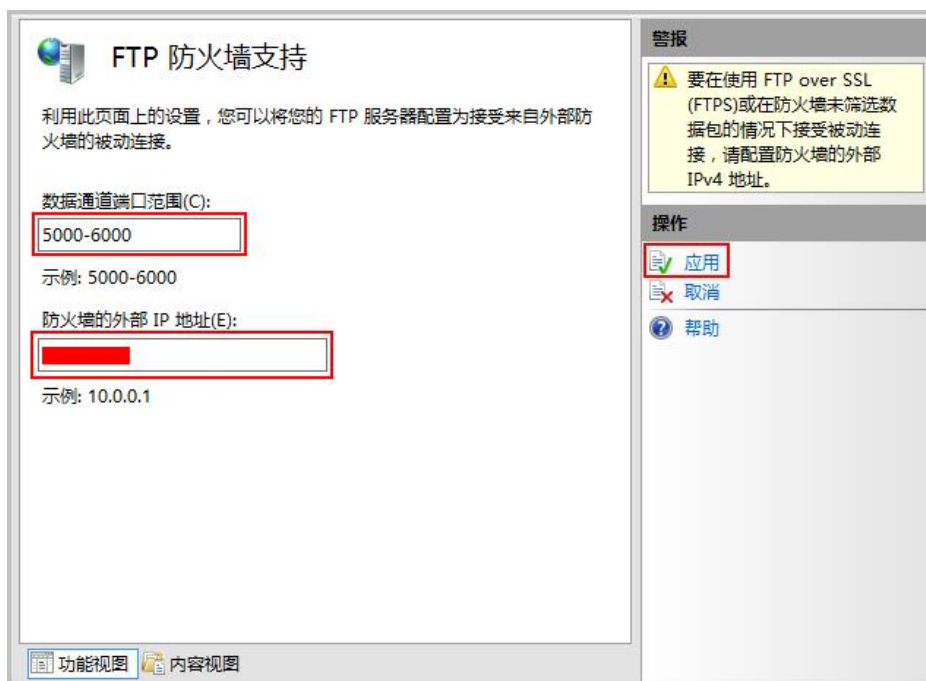 FTP 防火墙支持
利用此页面上的设置，您可以将您的 FTP 服务器配置为接受来自外部防
火墙的被动连接。
数据通道端口范围(C):
5000-6000
示例: 5000-6000
防火墙的外部 IP 地址(E):
示例: 10.0.0.1
功能视图
内容视图
警报
要在使用 FTP over SSL
(FTPS)或在防火墙未筛选数
据包的情况下接受被动连
接，请配置防火墙的外部
IPv4 地址。
操作
应用
取消
帮助